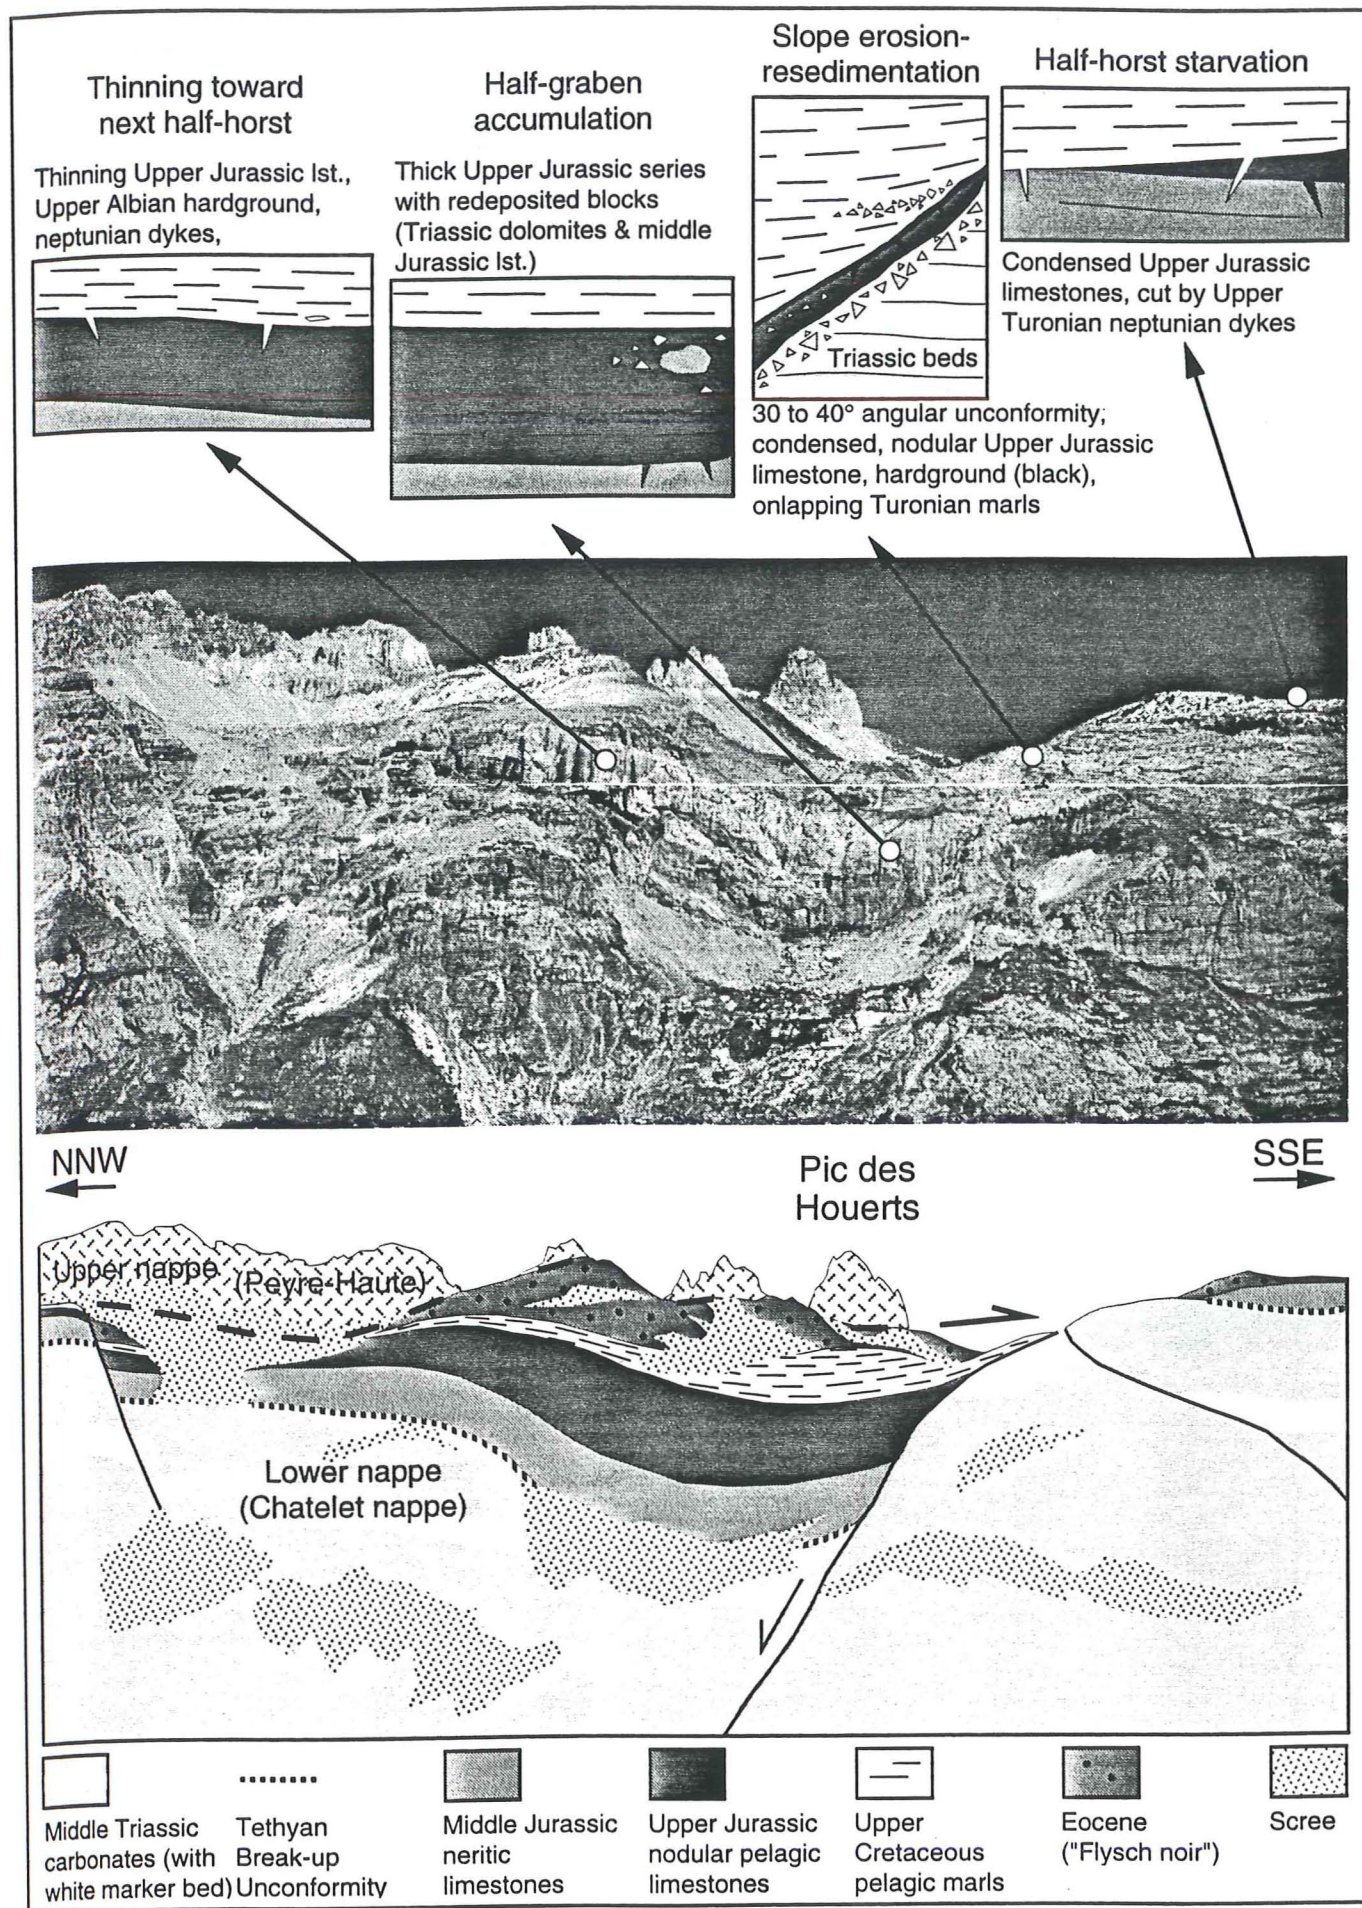 Thinning toward
next half-horst
Thinning Upper Jurassic lst.,
Upper Albian hardground,
neptunian dykes,
Half-graben
accumulation
Thick Upper Jurassic series
with redeposited blocks
(Triassic dolomites & middle
Jurassic lst.)
Slope erosion-
resedimentation
Triassic beds
30 to 40° angular unconformity;
condensed, nodular Upper Jurassic
limestone, hardground (black),
onlapping Turonian marls
Half-horst starvation
Condensed Upper Jurassic
limestones, cut by Upper
Turonian neptunian dykes
NNW
Pic des
Houerts
SSE
Upper nappe (Peyre-Haute)
Lower nappe
(Chatelet nappe)
Middle Triassic
carbonates (with
white marker bed)
Tethyan
Break-up
Unconformity
Middle Jurassic
neritic
limestones
Upper Jurassic
nodular pelagic
limestones
Upper
Cretaceous
pelagic marls
Eocene
("Flysch noir")
Scree